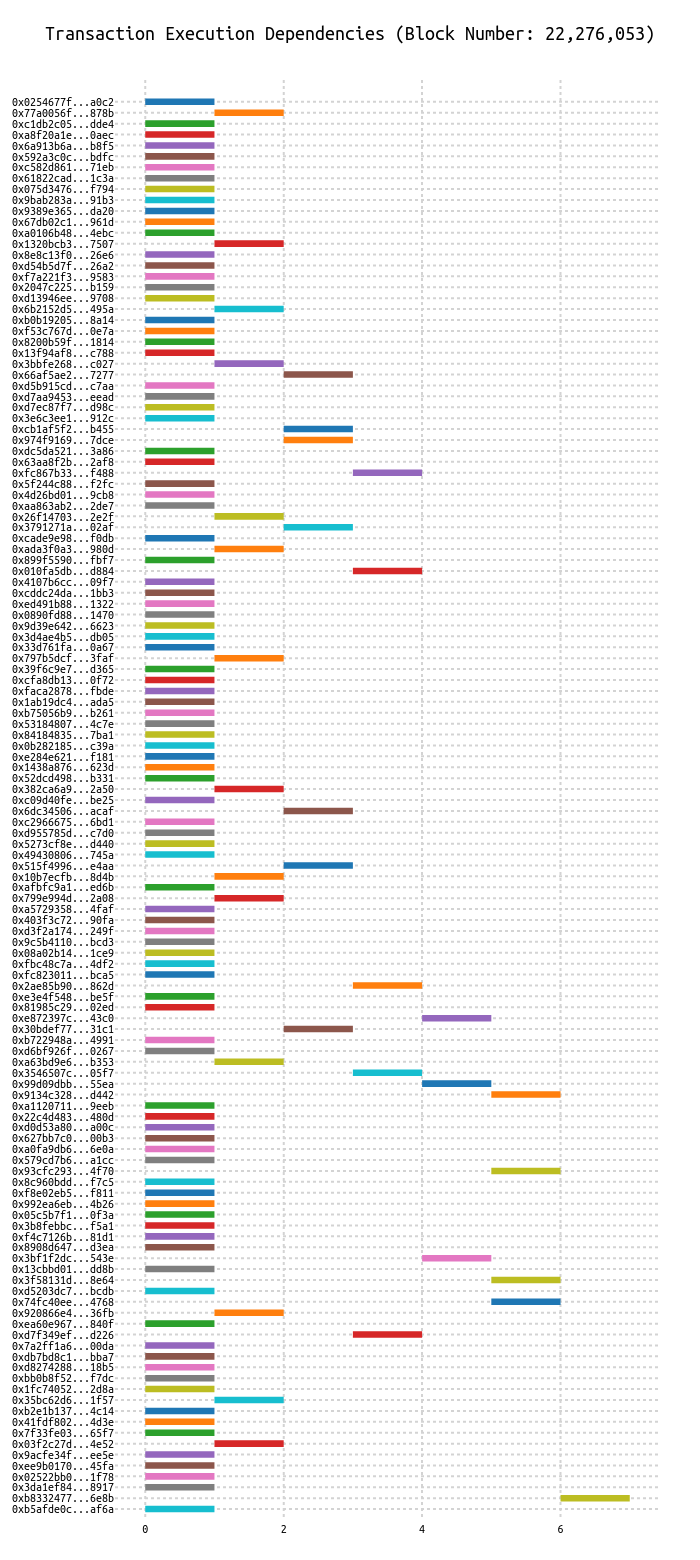 Transaction Execution Dependencies (Block Number: 22,276,053)
0x0254677f...a0c2
0x77a0056f...878b
0xc1db2c05...dde4
0xa8f20a1e...0aec
0x6a913b6a...b8f5
0x592a3c0c...bdfc
0xc582d861...71eb
0x61822cad...1c3a
0x075d3476...f794
0x9bab283a...91b3
0x9389e365...da20
0x67db02c1...961d
0xa0106b48...4ebc
0x1320bcb3...7507
0x8e8c13f0...26e6
0xd54b5d7f...26a2
0xf7a221f3...9583
0x2047c225...b159
0xd13946ee...9708
0x6b2152d5...495a
0xb0b19205...8a14
0xf53c767d...0e7a
0x8200b59f...1814
0x13f94af8...c788
0x3bbfe268...c027
0x66af5ae2...7277
0xd5b915cd...c7aa
0xd7aa9453...eead
0xd7ec87f7...d98c
0x3e6c3ee1...912c
0xcb1af5f2...b455
0x974f9169...7dce
0xdc5da521...3a86
0x63aa8f2b...2af8
0xfc867b33...f488
0x5f244c88...f2fc
0x4d26bd01...9cb8
0xaa863ab2...2de7
0x26f14703...2e2f
0x3791271a...02af
0xcade9e98...f0db
0xada3f0a3...980d
0x899f5590...fbf7
0x010fa5db...d884
0x4107b6cc...09f7
0xcddc24da...1bb3
0xed491b88...1322
0x0890fd88...1470
0x9d39e642...6623
0x3d4ae4b5...db05
0x33d761fa...0a67
0x797b5dcf...3faf
0x39f6c9e7...d365
0xcfa8db13...0f72
0xfaca2878...fbde
0x1ab19dc4...ada5
0xb75056b9...b261
0x53184807...4c7e
0x84184835...7ba1
0x0b282185...c39a
0xe284e621...f181
0x1438a876...623d
0x52dcd498...b331
0x382ca6a9...2a50
0xc09d40fe...be25
0x6dc34506...acaf
0xc2966675...6bd1
0xd955785d...c7d0
0x5273cf8e...d440
0x49430806...745a
0x515f4996...e4aa
0x10b7ecfb...8d4b
0xafbfc9a1...ed6b
0x799e994d...2a08
0xa5729358...4faf
0x403f3c72...90fa
0xd3f2a174...249f
0x9c5b4110...bcd3
0x08a02b14...1ce9
0xfbc48c7a...4df2
0xfc823011...bca5
0x2ae85b90...862d
0xe3e4f548...be5f
0x81985c29...02ed
0xe872397c...43c0
0x30bdef77...31c1
0xb722948a...4991
0xd6bf926f...0267
0xa63bd9e6...b353
0x3546507c...05f7
0x99d09dbb...55ea
0x9134c328...d442
0xa1120711...9eeb
0x22c4d483...480d
0xd0d53a80...a00c
0x627bb7c0...00b3
0xa0fa9db6...6e0a
0x579cd7b6...a1cc
0x93cfc293...4f70
0x8c960bdd...f7c5
0xf8e02eb5...f811
0x992ea6eb...4b26
0x05c5b7f1...0f3a
0x3b8febbc...f5a1
0xf4c7126b...81d1
0x8908d647...d3ea
0x3bf1f2dc...543e
0x13cbbd01...dd8b
0x3f58131d...8e64
0xd5203dc7...bcdb
0x74fc40ee...4768
0x920866e4...36fb
0xea60e967...840f
0xd7f349ef...d226
0x7a2ff1a6...00da
0xdb7bd8c1...bba7
0xd8274288...18b5
0xbb0b8f52...f7dc
0x1fc74052...2d8a
0x35bc62d6...1f57
0xb2e1b137...4c14
0x41fdf802...4d3e
0x7f33fe03...65f7
0x03f2c27d...4e52
0x9acfe34f...ee5e
0xee9b0170...45fa
0x02522bb0...1f78
0x3da1ef84...8917
0xb8332477...6e8b
0xb5afde0c...af6a
0 2 4 6